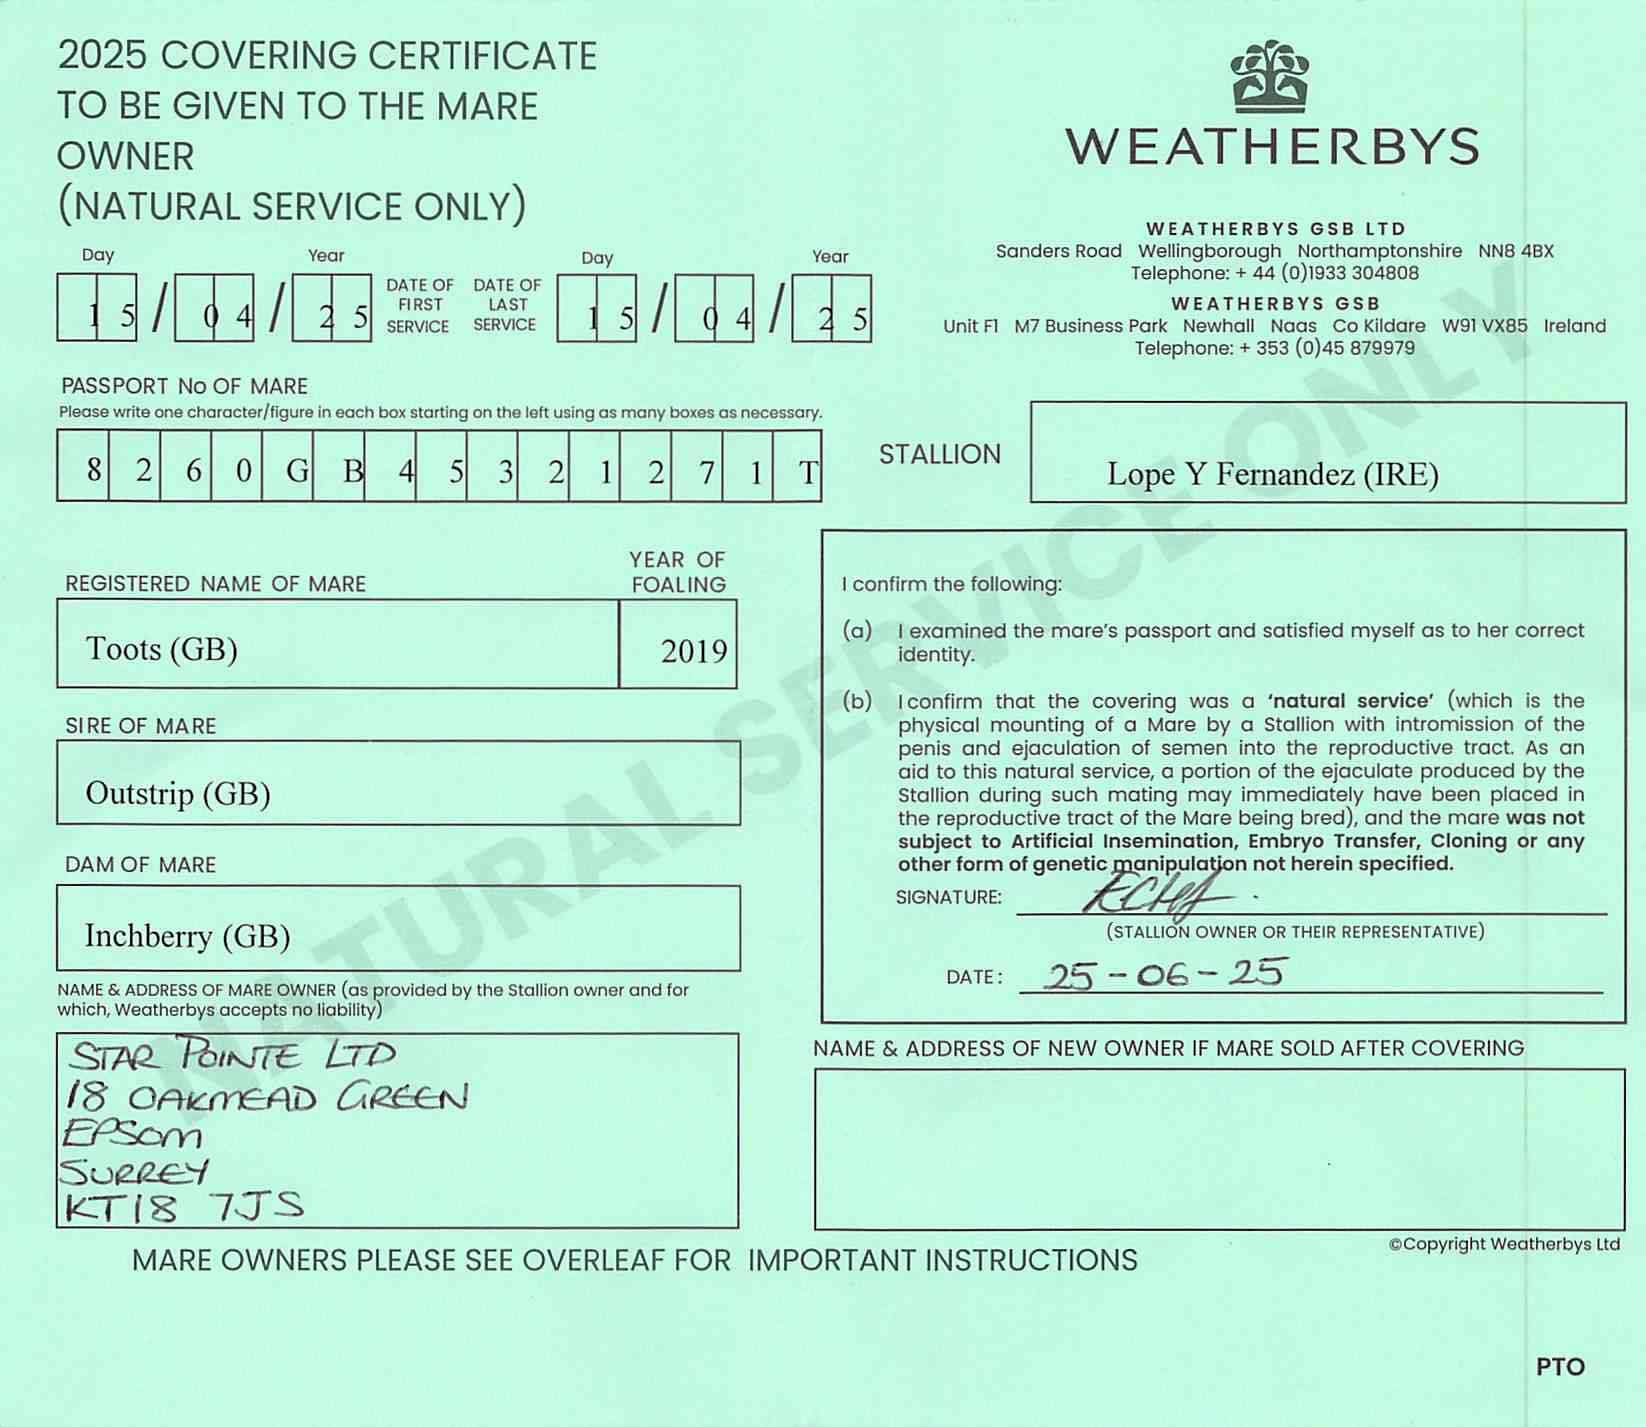 2025 COVERING CERTIFICATE
TO BE GIVEN TO THE MARE
OWNER
(NATURAL SERVICE ONLY)
WEATHERBYS
WEATHERBYS GSB LTD
Sanders Road Wellingborough Northamptonshire NN8 4BX
Telephone: + 44 (0)1933 304808
WEATHERBYS GSB
Unit F1 M7 Business Park Newhall Naas Co Kildare W91 VX85 Ireland
Telephone: + 353 (0)45 879979
Day Year
15/04/25
DATE OF
FIRST
SERVICE
DATE OF
LAST
SERVICE
Day Year
15/04/25
PASSPORT No OF MARE
Please write one character/figure in each box starting on the left using as many boxes as necessary.
8260GB45321271T
STALLION
Lope Y Fernandez (IRE)
REGISTERED NAME OF MARE
Toots (GB)
YEAR OF
FOALING
2019
SIRE OF MARE
Outstrip (GB)
DAM OF MARE
Inchberry (GB)
NAME & ADDRESS OF MARE OWNER (as provided by the Stallion owner and for
which, Weatherbys accepts no liability)
STAR POINTE LTD
18 OAKMEAD GREEN
EPSOM
SURREY
KT18 7JS
I confirm the following:
(a) I examined the mare's passport and satisfied myself as to her correct
identity.
(b) I confirm that the covering was a 'natural service' (which is the
physical mounting of a Mare by a Stallion with intromission of the
penis and ejaculation of semen into the reproductive tract. As an
aid to this natural service, a portion of the ejaculate produced by the
Stallion during such mating may immediately have been placed in
the reproductive tract of the Mare being bred), and the mare was not
subject to Artificial Insemination, Embryo Transfer, Cloning or any
other form of genetic manipulation not herein specified.
SIGNATURE:
(STALLION OWNER OR THEIR REPRESENTATIVE)
DATE: 25-06-25
NAME & ADDRESS OF NEW OWNER IF MARE SOLD AFTER COVERING
©Copyright Weatherbys Ltd
MARE OWNERS PLEASE SEE OVERLEAF FOR IMPORTANT INSTRUCTIONS
PTO
NATURAL SERVICE ONLY